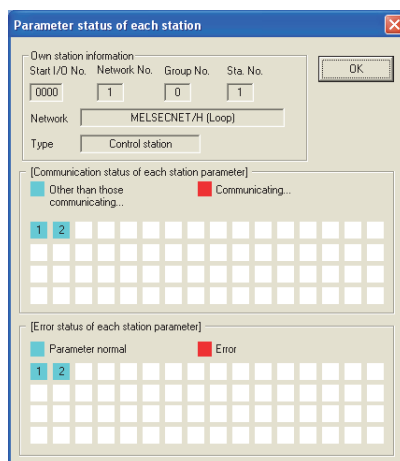 Parameter status of each station
Own station information
Start I/O No. Network No. Group No. Sta. No.
OK
0000 1 0 1
Network MELSECNET/H (Loop)
Type Control station
[Communication status of each station parameter]
Other than those communicating... Communicating...
1 2
[Error status of each station parameter]
Parameter normal Error
1 2